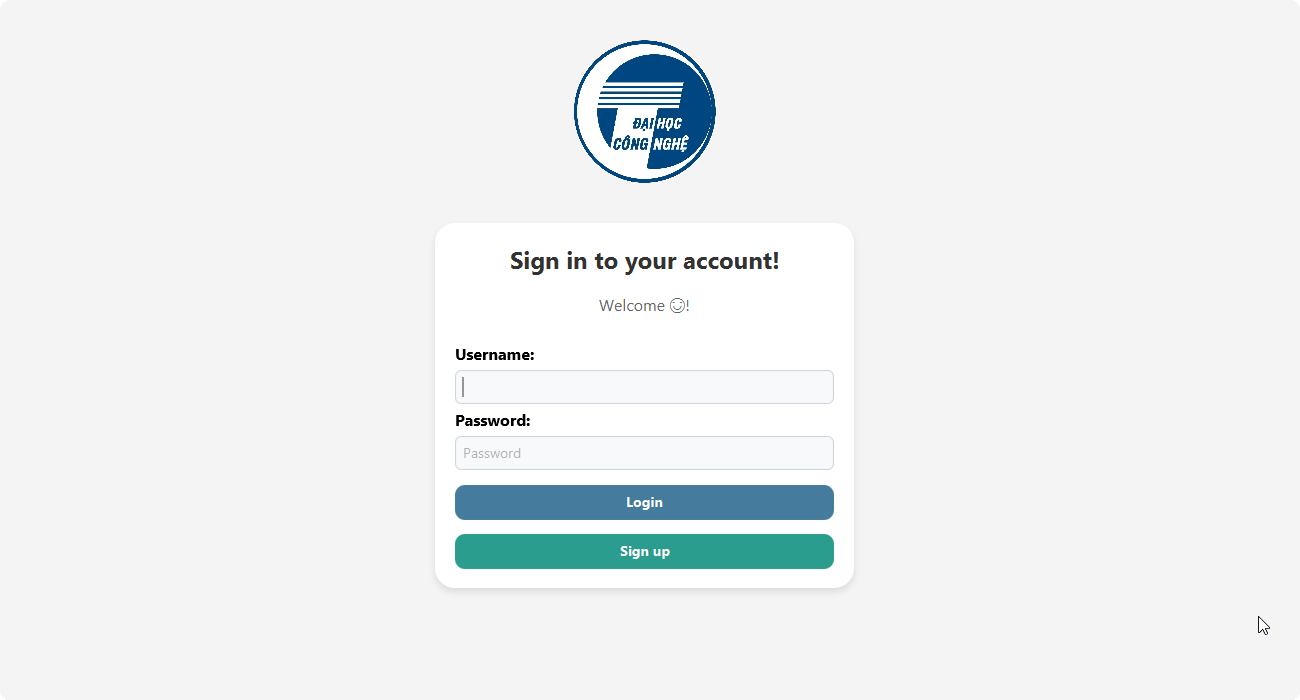 ĐẠI HỌC
CÔNG NGHỆ
Sign in to your account!
Welcome ☺!
Username:
Password:
Password
Login
Sign up